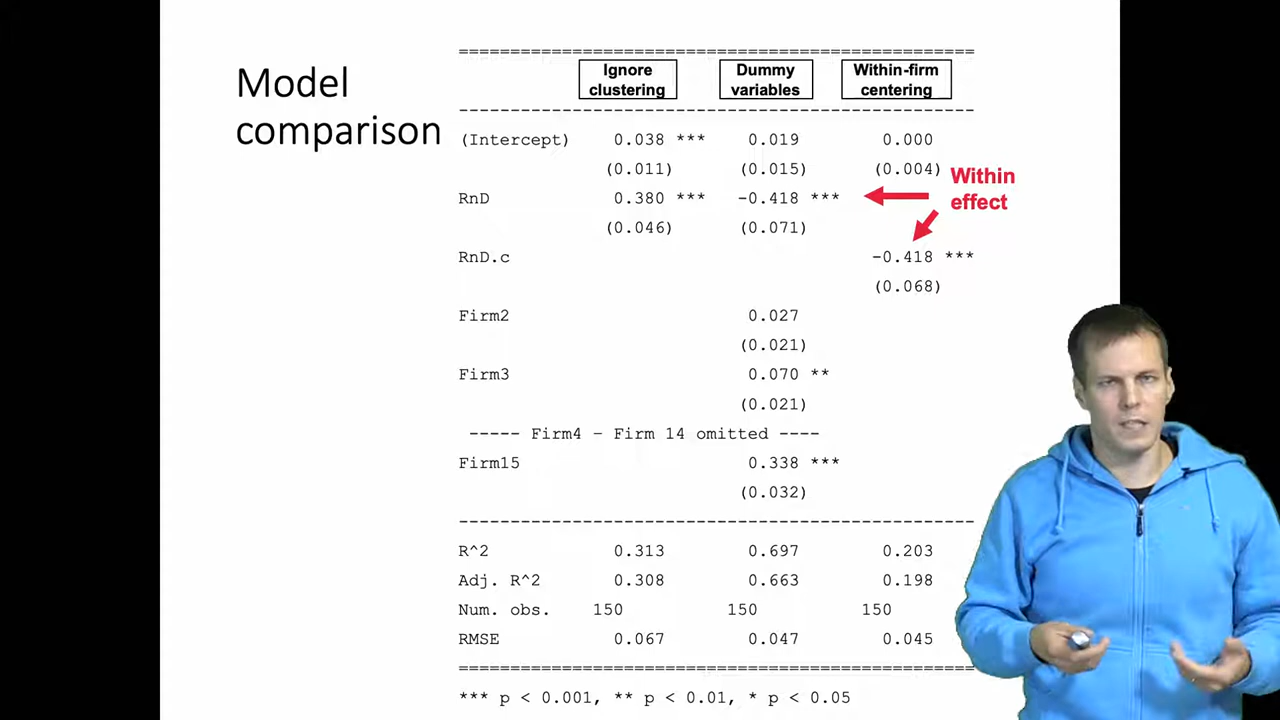 Model
comparison
=================================================
Ignore clustering Dummy variables Within-firm centering
-------------------------------------------------
(Intercept) 0.038 *** 0.019 0.000
(0.011) (0.015) (0.004)
RnD 0.380 *** -0.418 ***
(0.046) (0.071)
Within
effect
RnD.c -0.418 ***
(0.068)
Firm2 0.027
(0.021)
Firm3 0.070 **
(0.021)
----- Firm4 – Firm 14 omitted ----
Firm15 0.338 ***
(0.032)
-------------------------------------------------
R^2 0.313 0.697 0.203
Adj. R^2 0.308 0.663 0.198
Num. obs. 150 150 150
RMSE 0.067 0.047 0.045
=================================================
*** p < 0.001, ** p < 0.01, * p < 0.05